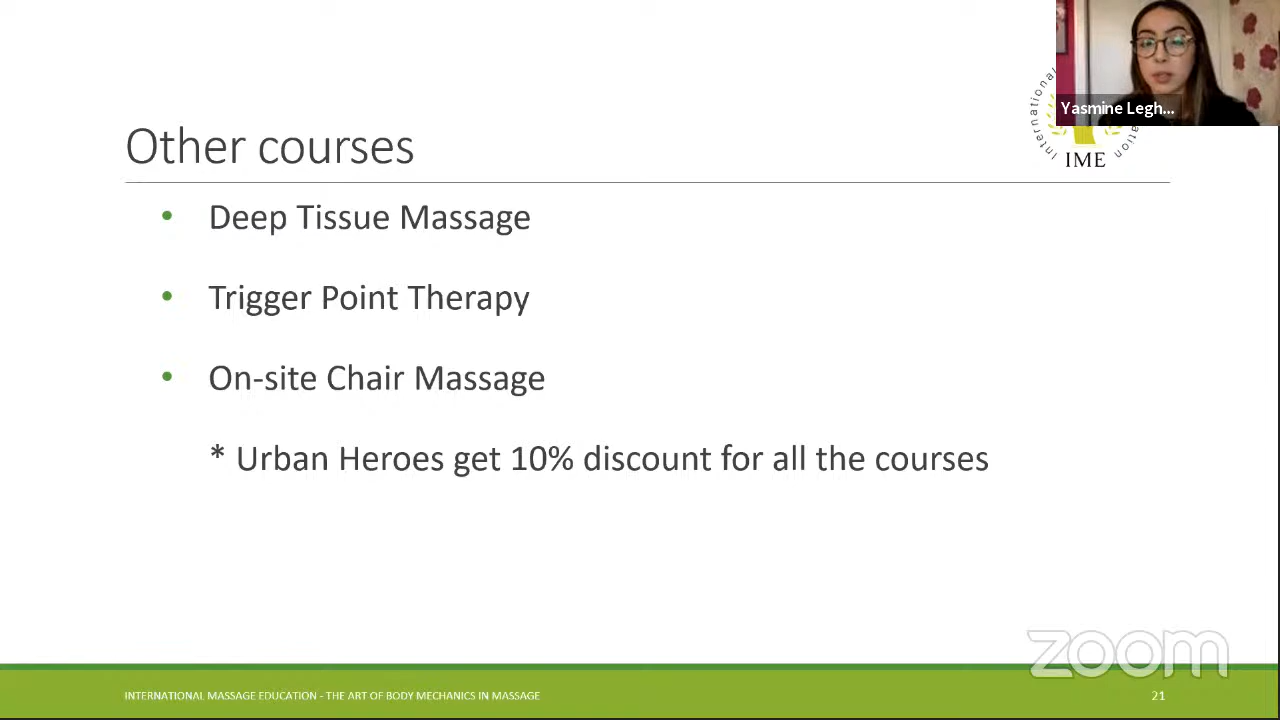 Yasmine Legh...
International
ation
IME
Other courses
• Deep Tissue Massage
• Trigger Point Therapy
• On-site Chair Massage
* Urban Heroes get 10% discount for all the courses
zoom
INTERNATIONAL MASSAGE EDUCATION - THE ART OF BODY MECHANICS IN MASSAGE
21